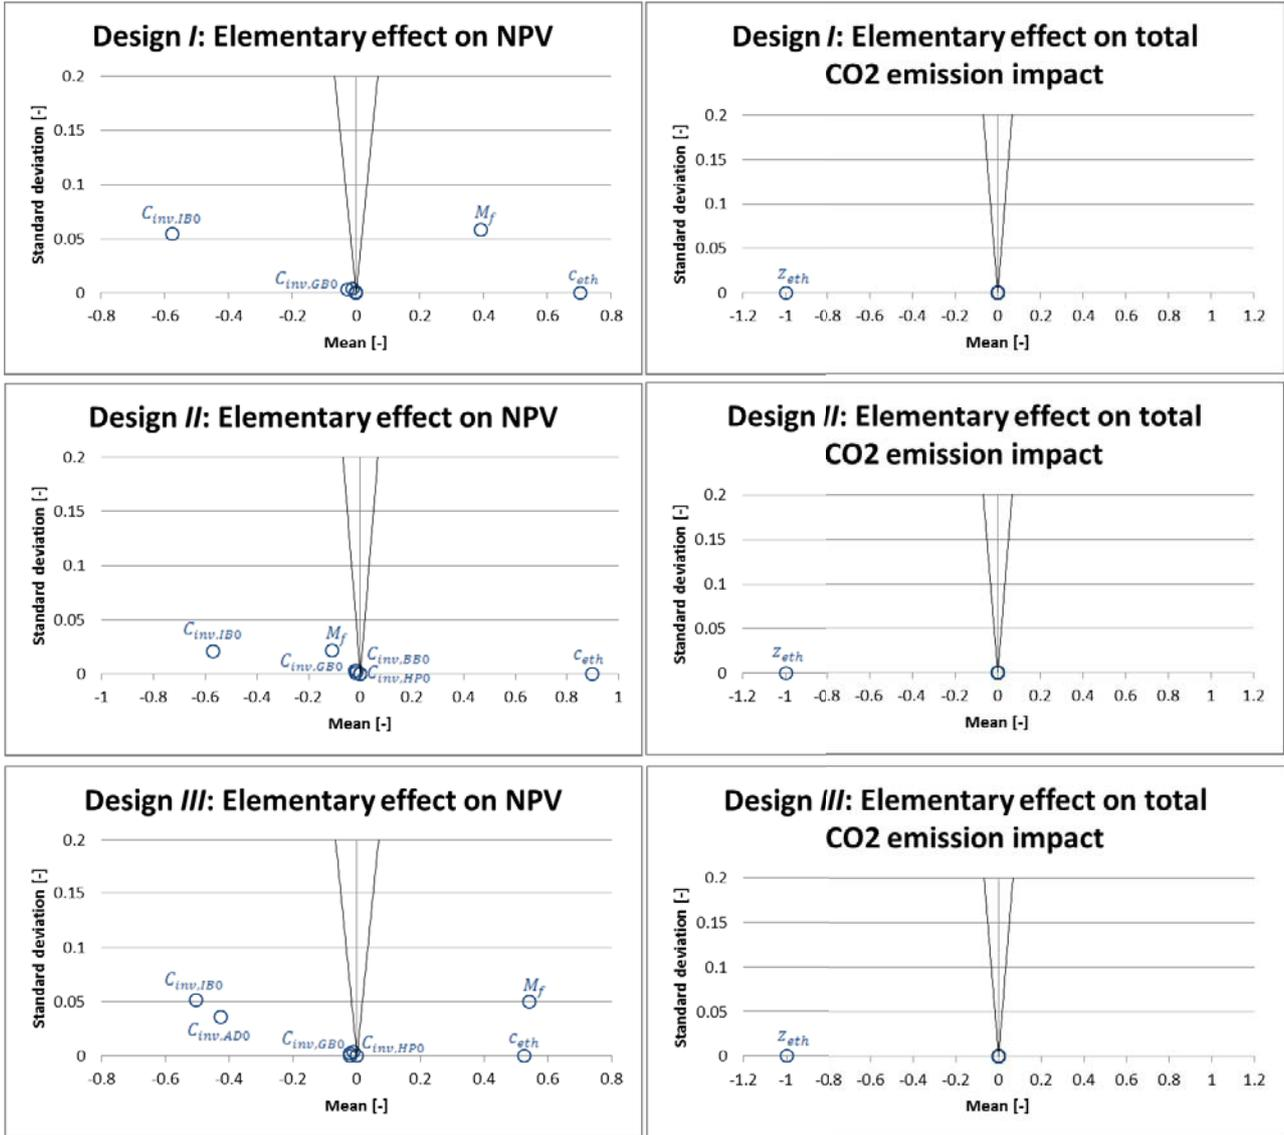 Design I: Elementary effect on NPV
Standard deviation [-]
0.2
0.15
0.1
0.05
0
C_inv,IB0
M_f
C_inv,GB0
c_eth
-0.8 -0.6 -0.4 -0.2 0 0.2 0.4 0.6 0.8
Mean [-]
Design I: Elementary effect on total
CO2 emission impact
Standard deviation [-]
0.2
0.15
0.1
0.05
0
z_eth
-1.2 -1 -0.8 -0.6 -0.4 -0.2 0 0.2 0.4 0.6 0.8 1 1.2
Mean [-]
Design II: Elementary effect on NPV
Standard deviation [-]
0.2
0.15
0.1
0.05
0
C_inv,IB0
M_f
C_inv,GB0
C_inv,BB0
C_inv,HP0
c_eth
-1 -0.8 -0.6 -0.4 -0.2 0 0.2 0.4 0.6 0.8 1
Mean [-]
Design II: Elementary effect on total
CO2 emission impact
Standard deviation [-]
0.2
0.15
0.1
0.05
0
z_eth
-1.2 -1 -0.8 -0.6 -0.4 -0.2 0 0.2 0.4 0.6 0.8 1 1.2
Mean [-]
Design III: Elementary effect on NPV
Standard deviation [-]
0.2
0.15
0.1
0.05
0
C_inv,IB0
C_inv,AD0
M_f
C_inv,GB0
C_inv,HP0
c_eth
-0.8 -0.6 -0.4 -0.2 0 0.2 0.4 0.6 0.8
Mean [-]
Design III: Elementary effect on total
CO2 emission impact
Standard deviation [-]
0.2
0.15
0.1
0.05
0
z_eth
-1.2 -1 -0.8 -0.6 -0.4 -0.2 0 0.2 0.4 0.6 0.8 1 1.2
Mean [-]